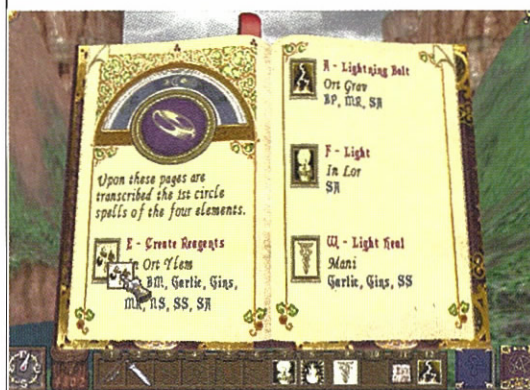 Upon these pages are
transcribed the 1st circle
spells of the four elements.
E - Create Reagents
Ort Ylem
BM, Garlic, Gins,
MR, NS, SS, SA
A - Lightning Bolt
Ort Grav
BP, MR, SA
F - Light
In Lor
SA
W - Light Heal
Mani
Garlic, Gins, SS